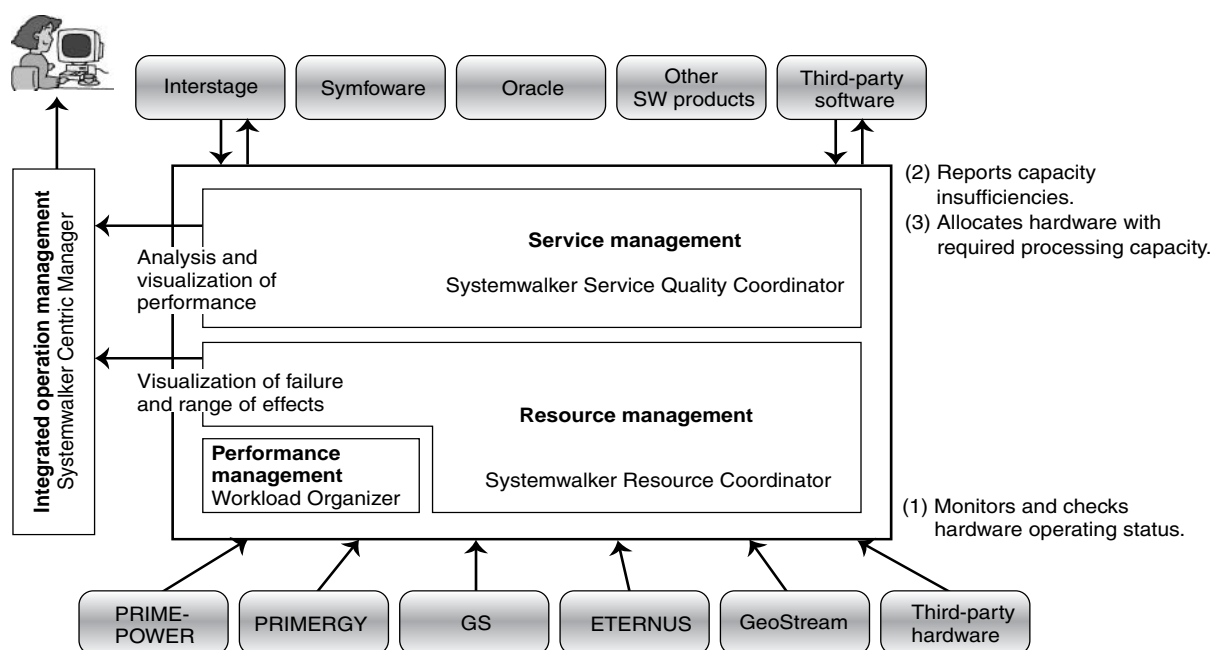 Interstage
Symfoware
Oracle
Other
SW products
Third-party
software
Integrated operation management
Systemwalker Centric Manager
(2) Reports capacity
insufficiencies.
(3) Allocates hardware with
required processing capacity.
Service management
Systemwalker Service Quality Coordinator
Analysis and
visualization of
performance
Visualization of failure
and range of effects
Resource management
Systemwalker Resource Coordinator
Performance
management
Workload Organizer
(1) Monitors and checks
hardware operating status.
PRIME-
POWER
PRIMERGY
GS
ETERNUS
GeoStream
Third-party
hardware